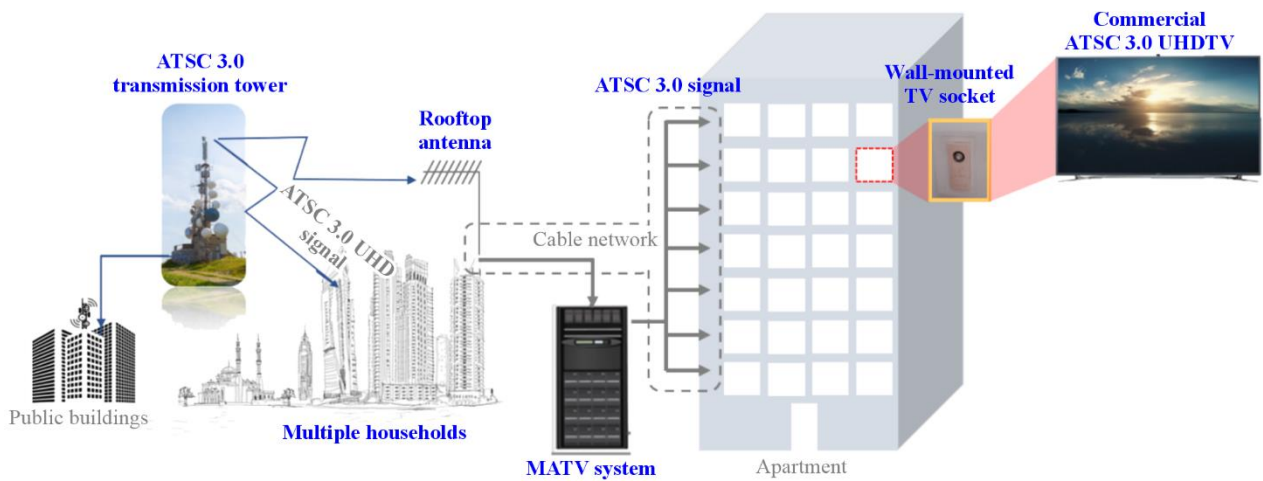 Commercial
ATSC 3.0 UHDTV
ATSC 3.0
transmission tower
Wall-mounted
TV socket
ATSC 3.0 signal
Rooftop
antenna
ATSC 3.0 UHD
signal
Cable network
Public buildings
Multiple households
MATV system
Apartment